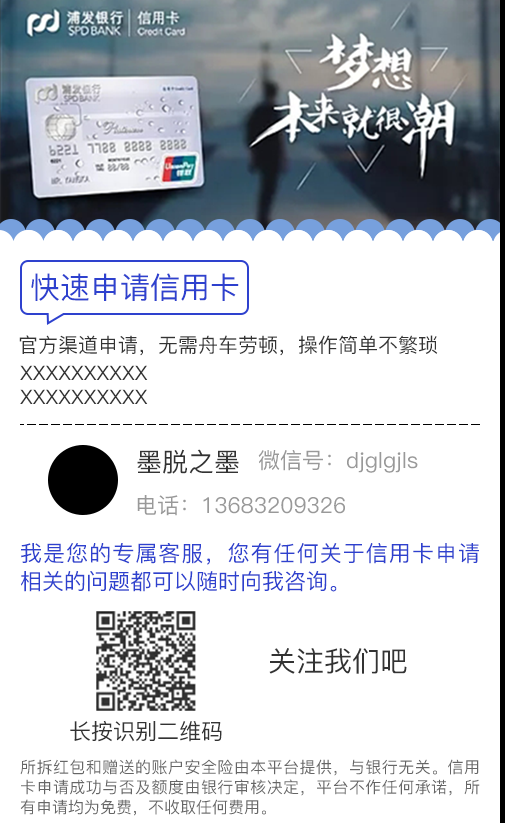 浦发银行 信用卡
SPD BANK Credit Card
梦想
本来就很潮
浦发银行
SPD BANK
Platinum
UnionPay
快速申请信用卡
官方渠道申请，无需舟车劳顿，操作简单不繁琐
XXXXXXXXXX
XXXXXXXXXX
墨脱之墨 微信号：djglgjls
电话：13683209326
我是您的专属客服，您有任何关于信用卡申请
相关的问题都可以随时向我咨询。
关注我们吧
长按识别二维码
所拆红包和赠送的账户安全险由本平台提供，与银行无关。信用
卡申请成功与否及额度由银行审核决定，平台不作任何承诺，所
有申请均为免费，不收取任何费用。